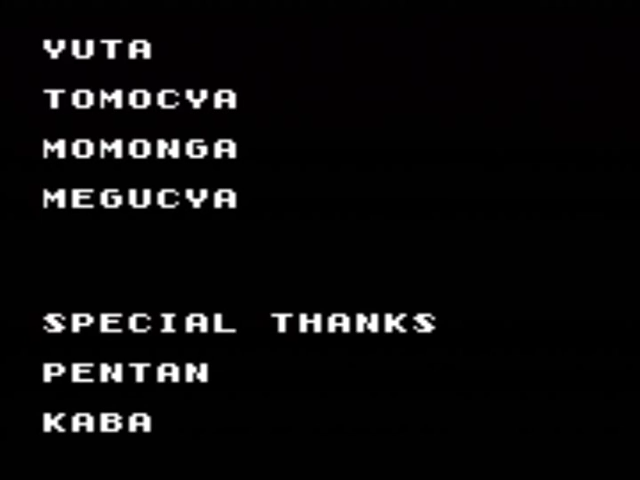 YUTA
TOMOCYA
MOMONGA
MEGUCYA
SPECIAL THANKS
PENTAN
KABA